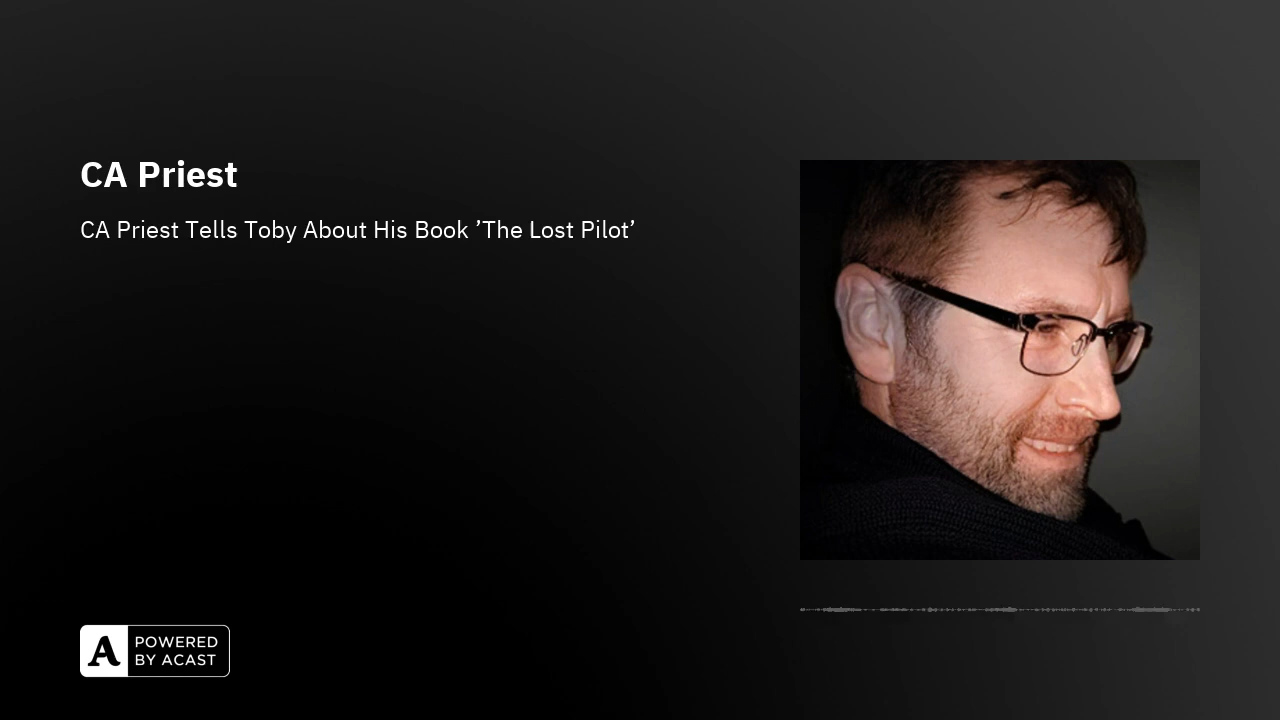 CA Priest
CA Priest Tells Toby About His Book ’The Lost Pilot’
A POWERED
BY ACAST